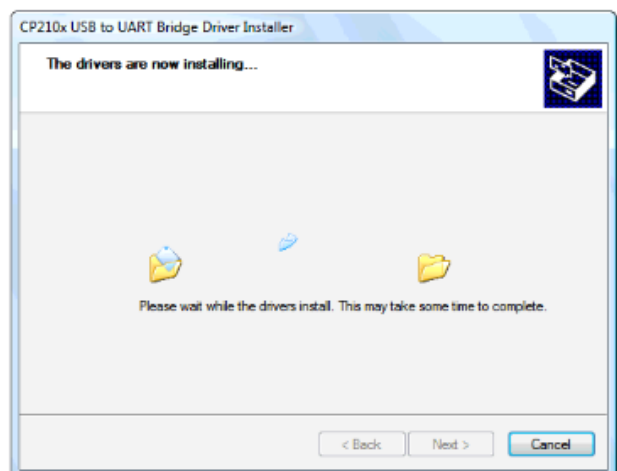 CP210x USB to UART Bridge Driver Installer
The drivers are now installing...
Please wait while the drivers install. This may take some time to complete.
< Back Next > Cancel